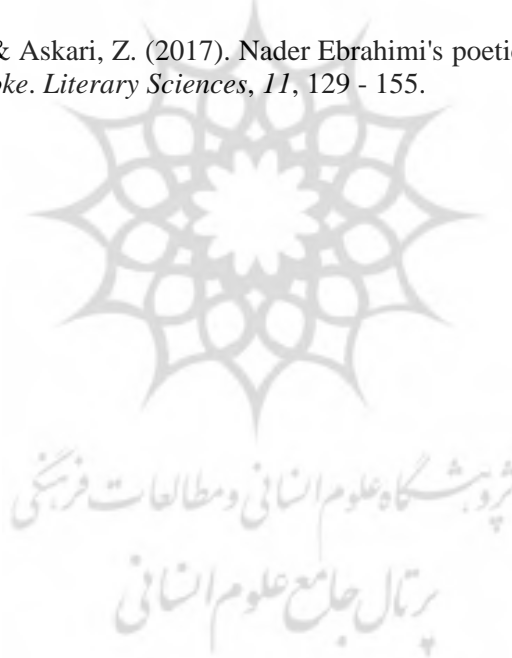 & Askari, Z. (2017). Nader Ebrahimi's poetic
oke. Literary Sciences, 11, 129 - 155.
پژوهشگاه علوم انسانی و مطالعات فرهنگی
پرتال جامع علوم انسانی